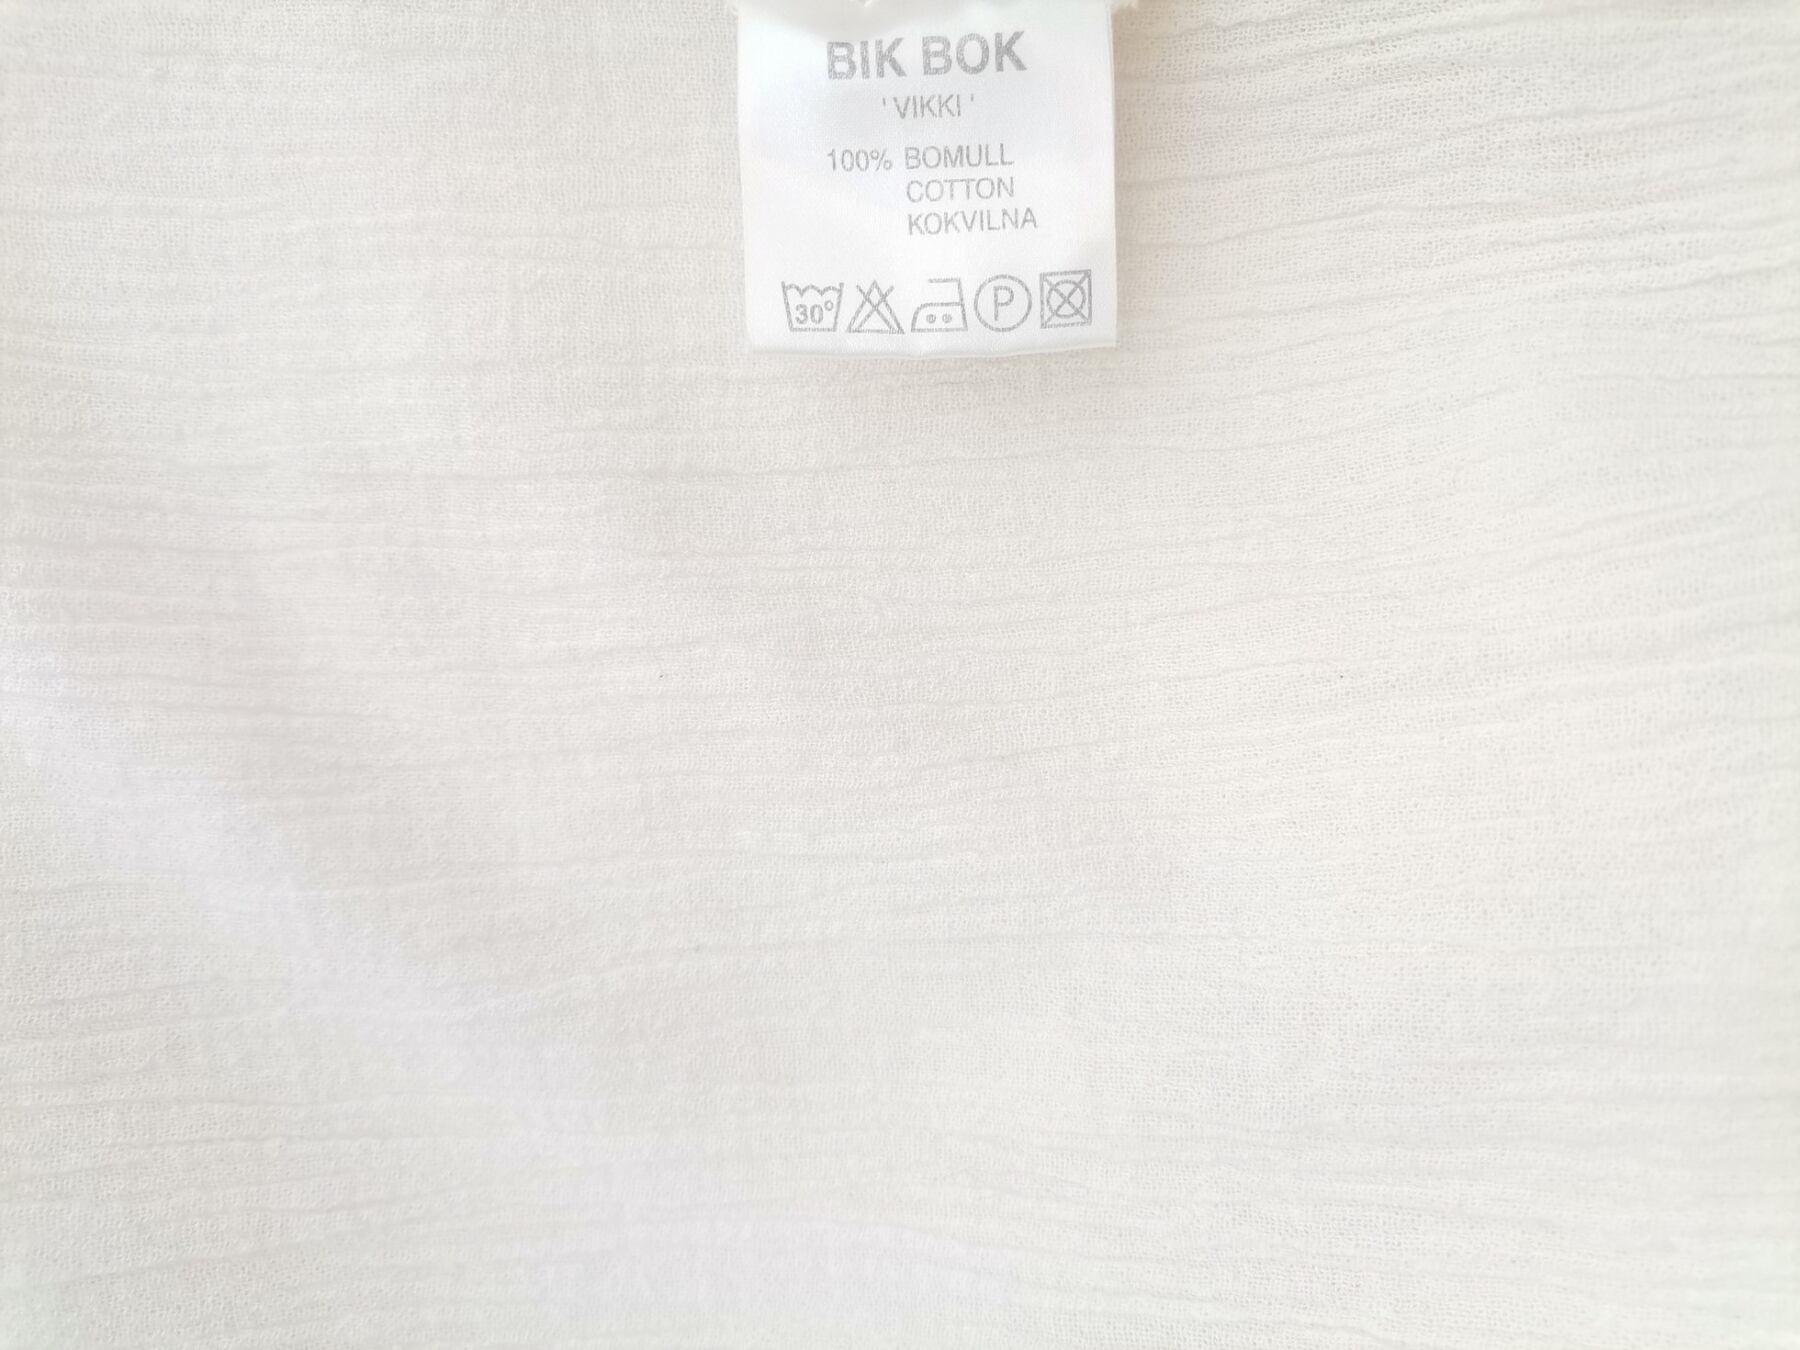 BIK BOK
'VIKKI'
100% BOMULL
COTTON
KOKVILNA
30° P